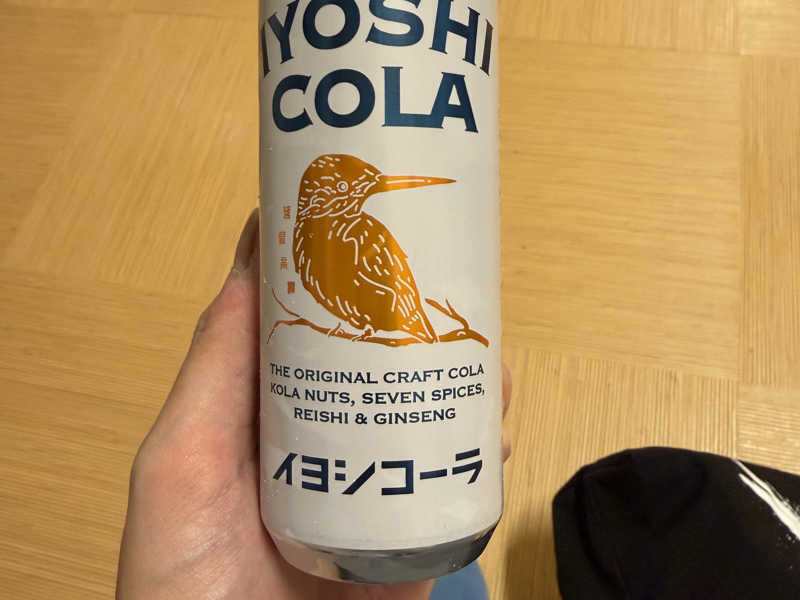 IYOSHI
COLA
THE ORIGINAL CRAFT COLA
KOLA NUTS, SEVEN SPICES,
REISHI & GINSENG
イヨシコーラ